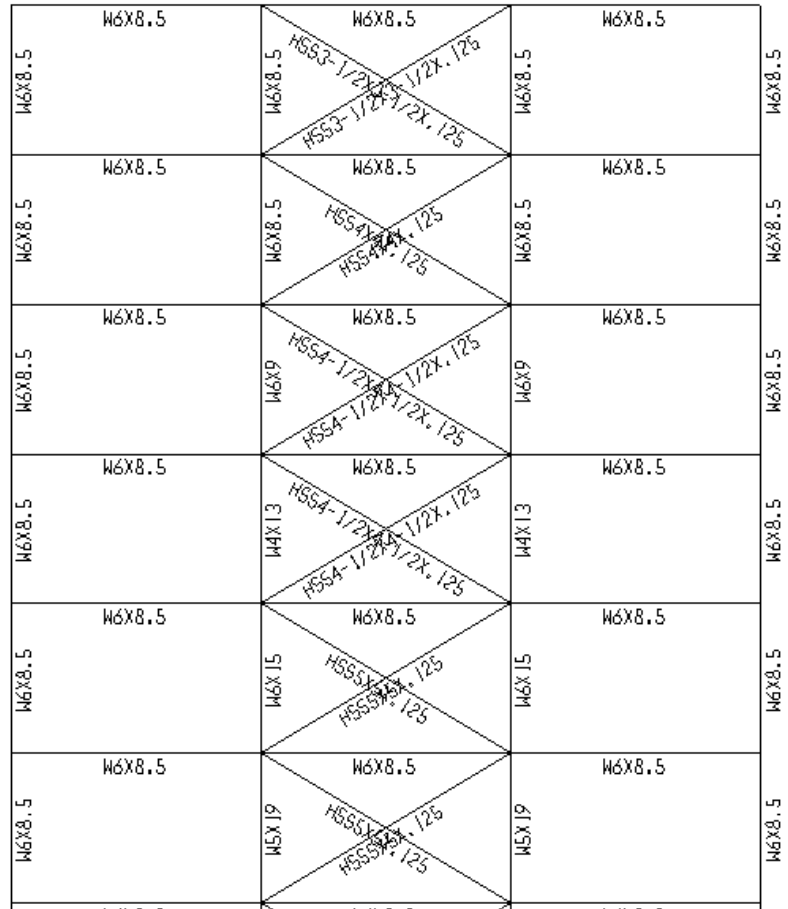 W6X8.5 W6X8.5 W6X8.5
W6X8.5 W6X8.5 HSS3-1/2X3-1/2X.125 HSS3-1/2X3-1/2X.125 W6X8.5 W6X8.5
W6X8.5 W6X8.5 W6X8.5
W6X8.5 W6X8.5 HSS4X4X.125 HSS4X4X.125 W6X8.5 W6X8.5
W6X8.5 W6X8.5 W6X8.5
W6X8.5 W6X9 HSS4-1/2X4-1/2X.125 HSS4-1/2X4-1/2X.125 W6X9 W6X8.5
W6X8.5 W6X8.5 W6X8.5
W6X8.5 W4X13 HSS4-1/2X4-1/2X.125 HSS4-1/2X4-1/2X.125 W4X13 W6X8.5
W6X8.5 W6X8.5 W6X8.5
W6X8.5 W6X15 HSS5X5X.125 HSS5X5X.125 W6X15 W6X8.5
W6X8.5 W6X8.5 W6X8.5
W6X8.5 W5X19 HSS5X5X.125 HSS5X5X.125 W5X19 W6X8.5